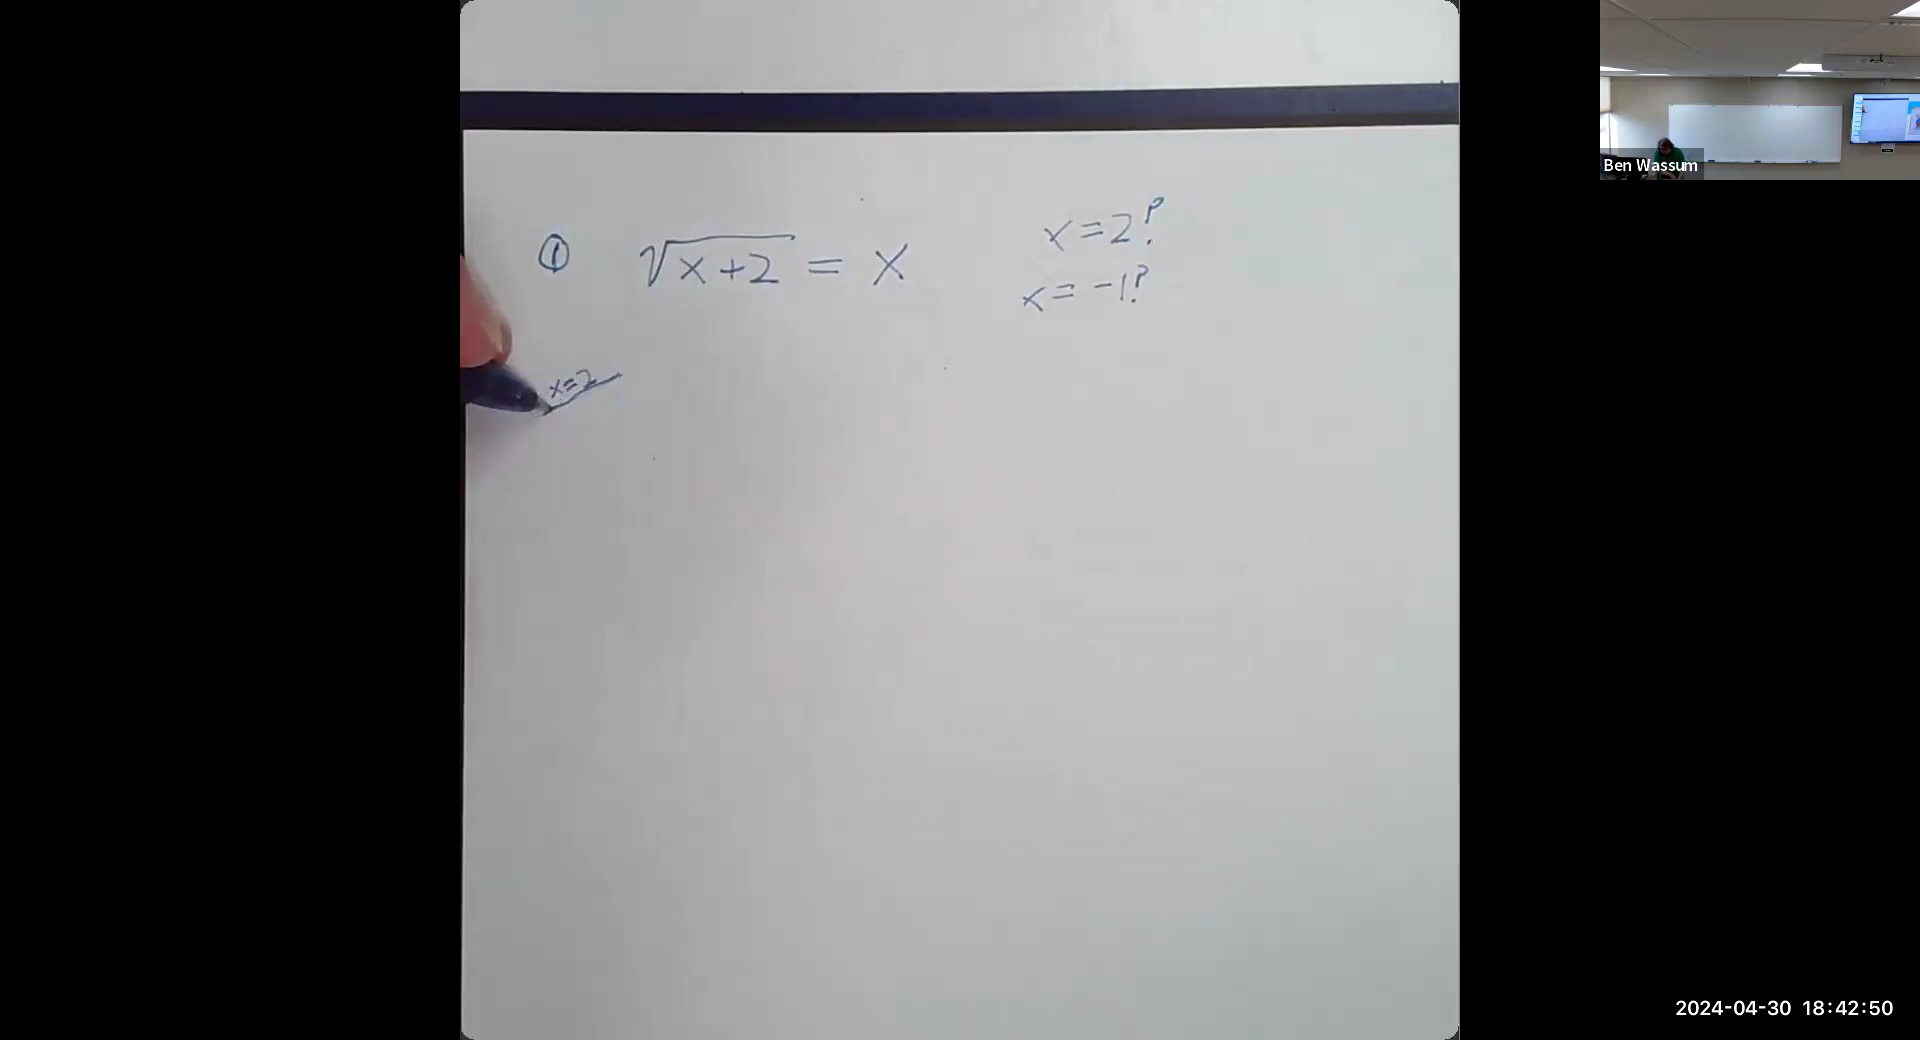 ① √x+2 = x
x = 2?
x = -1?
x=2
Ben Wassum
2024-04-30 18:42:50